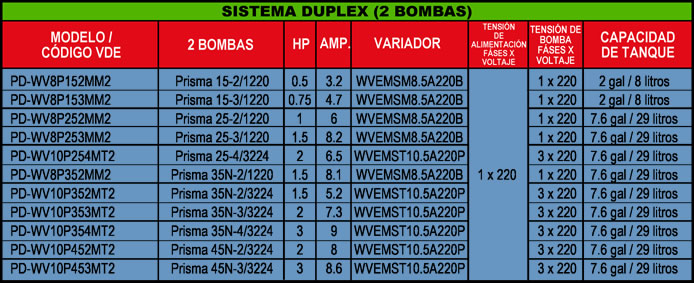 SISTEMA DUPLEX (2 BOMBAS)
MODELO / CÓDIGO VDE 2 BOMBAS HP AMP. VARIADOR TENSIÓN DE ALIMENTACIÓN FÁSES X VOLTAJE TENSIÓN DE BOMBA FÁSES X VOLTAJE CAPACIDAD DE TANQUE
PD-WV8P152MM2 Prisma 15-2/1220 0.5 3.2 WVEMSM8.5A220B 1 x 220 2 gal / 8 litros
PD-WV8P153MM2 Prisma 15-3/1220 0.75 4.7 WVEMSM8.5A220B 1 x 220 2 gal / 8 litros
PD-WV8P252MM2 Prisma 25-2/1220 1 6 WVEMSM8.5A220B 1 x 220 7.6 gal / 29 litros
PD-WV8P253MM2 Prisma 25-3/1220 1.5 8.2 WVEMSM8.5A220B 1 x 220 7.6 gal / 29 litros
PD-WV10P254MT2 Prisma 25-4/3224 2 6.5 WVEMST10.5A220P 3 x 220 7.6 gal / 29 litros
PD-WV8P352MM2 Prisma 35N-2/1220 1.5 8.1 WVEMSM8.5A220B 1 x 220 1 x 220 7.6 gal / 29 litros
PD-WV10P352MT2 Prisma 35N-2/3224 1.5 5.2 WVEMST10.5A220P 3 x 220 7.6 gal / 29 litros
PD-WV10P353MT2 Prisma 35N-3/3224 2 7.3 WVEMST10.5A220P 3 x 220 7.6 gal / 29 litros
PD-WV10P354MT2 Prisma 35N-4/3224 3 9 WVEMST10.5A220P 3 x 220 7.6 gal / 29 litros
PD-WV10P452MT2 Prisma 45N-2/3224 2 8 WVEMST10.5A220P 3 x 220 7.6 gal / 29 litros
PD-WV10P453MT2 Prisma 45N-3/3224 3 8.6 WVEMST10.5A220P 3 x 220 7.6 gal / 29 litros